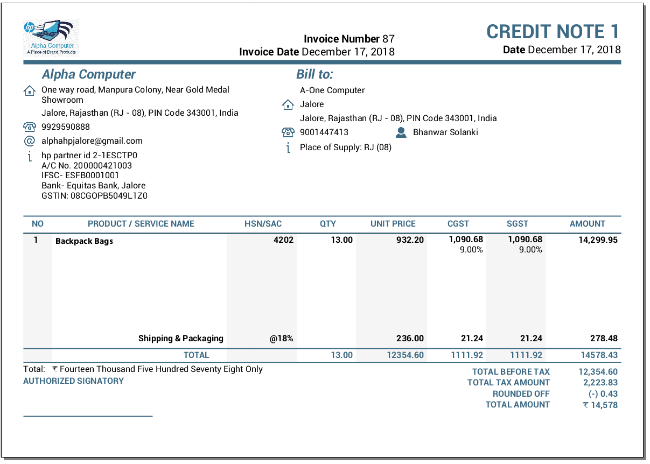 hp
Alpha Computer
A Place of Brand Products
Invoice Number 87
Invoice Date December 17, 2018
CREDIT NOTE 1
Date December 17, 2018
Alpha Computer
One way road, Manpura Colony, Near Gold Medal
Showroom
Jalore, Rajasthan (RJ - 08), PIN Code 343001, India
9929590888
@ alphahpjalore@gmail.com
i hp partner id 2-1ESCTP0
A/C No. 200000421003
IFSC- ESFB0001001
Bank- Equitas Bank, Jalore
GSTIN: 08CGOPB5049L1Z0
Bill to:
A-One Computer
Jalore
Jalore, Rajasthan (RJ - 08), PIN Code 343001, India
9001447413 Bhanwar Solanki
i Place of Supply: RJ (08)
NO PRODUCT / SERVICE NAME HSN/SAC QTY UNIT PRICE CGST SGST AMOUNT
1 Backpack Bags 4202 13.00 932.20 1,090.68 1,090.68 14,299.95
9.00% 9.00%
Shipping & Packaging @18% 236.00 21.24 21.24 278.48
TOTAL 13.00 12354.60 1111.92 1111.92 14578.43
Total: ₹ Fourteen Thousand Five Hundred Seventy Eight Only
AUTHORIZED SIGNATORY
TOTAL BEFORE TAX 12,354.60
TOTAL TAX AMOUNT 2,223.83
ROUNDED OFF (-) 0.43
TOTAL AMOUNT ₹ 14,578